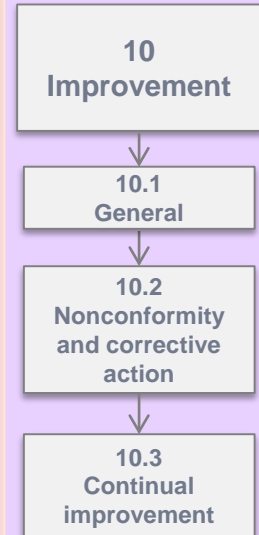 10
Improvement
10.1
General
10.2
Nonconformity
and corrective
action
10.3
Continual
improvement